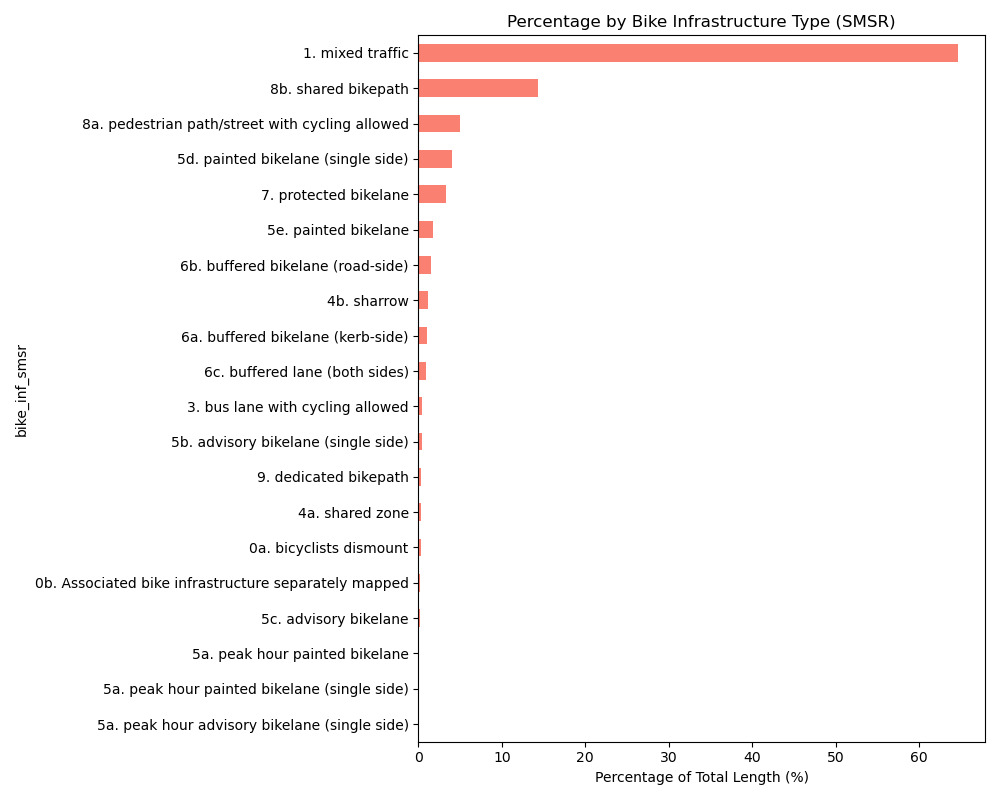 Percentage by Bike Infrastructure Type (SMSR)
1. mixed traffic
8b. shared bikepath
8a. pedestrian path/street with cycling allowed
5d. painted bikelane (single side)
7. protected bikelane
5e. painted bikelane
6b. buffered bikelane (road-side)
4b. sharrow
6a. buffered bikelane (kerb-side)
6c. buffered lane (both sides)
3. bus lane with cycling allowed
5b. advisory bikelane (single side)
9. dedicated bikepath
4a. shared zone
0a. bicyclists dismount
0b. Associated bike infrastructure separately mapped
5c. advisory bikelane
5a. peak hour painted bikelane
5a. peak hour painted bikelane (single side)
5a. peak hour advisory bikelane (single side)
bike_inf_smsr
0 10 20 30 40 50 60
Percentage of Total Length (%)